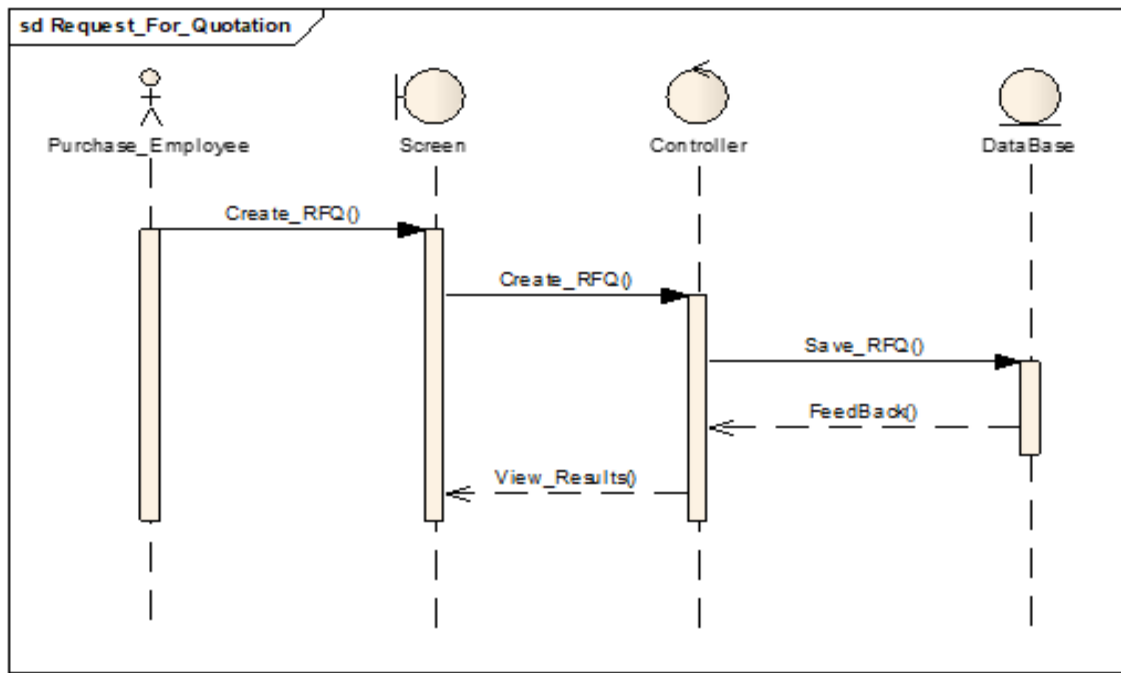 sd Request_For_Quotation
Purchase_Employee
Screen
Controller
DataBase
Create_RFQ()
Create_RFQ()
Save_RFQ()
FeedBack()
View_Results()